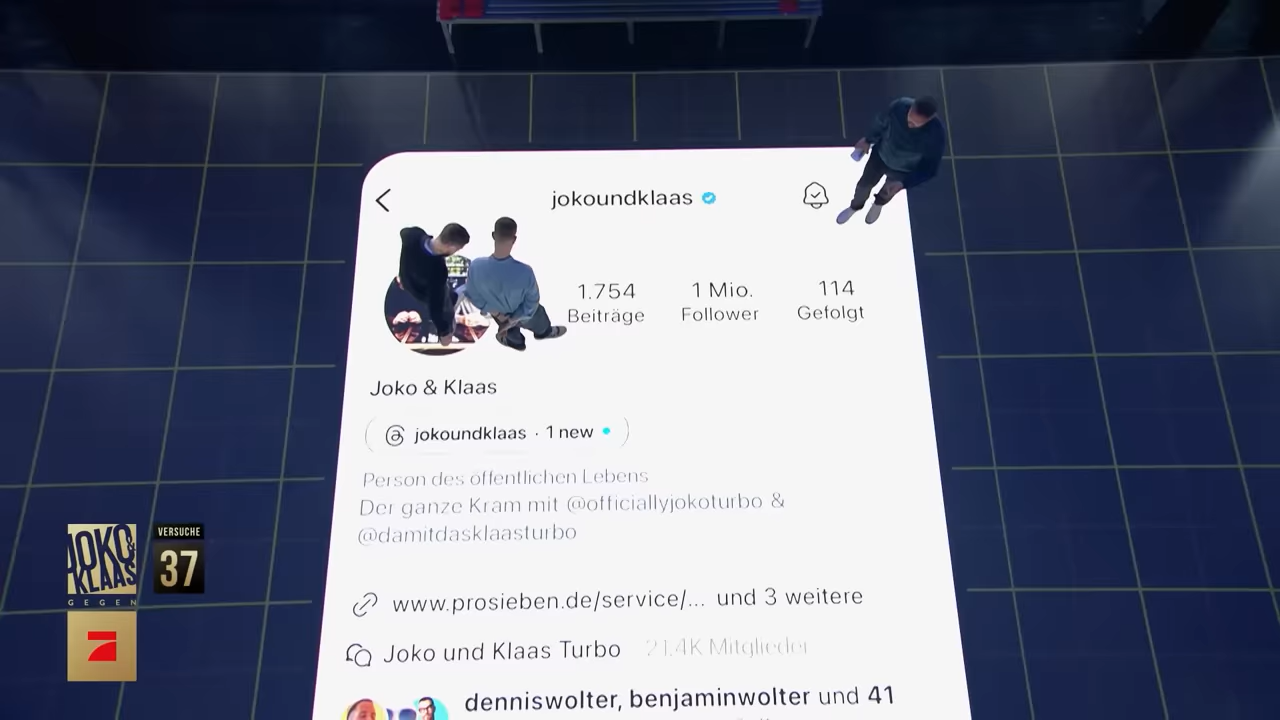 jokoundklaas
1.754
Beiträge
1 Mio.
Follower
114
Gefolgt
Joko & Klaas
jokoundklaas · 1 new
Person des öffentlichen Lebens
Der ganze Kram mit @officiallyjokoturbo &
@damitdasklaasturbo
www.prosieben.de/service/... und 3 weitere
Joko und Klaas Turbo 21.4K Mitglieder
denniswolter, benjaminwolter und 41
JOKO &
KLAAS
GEGEN
VERSUCHE
37